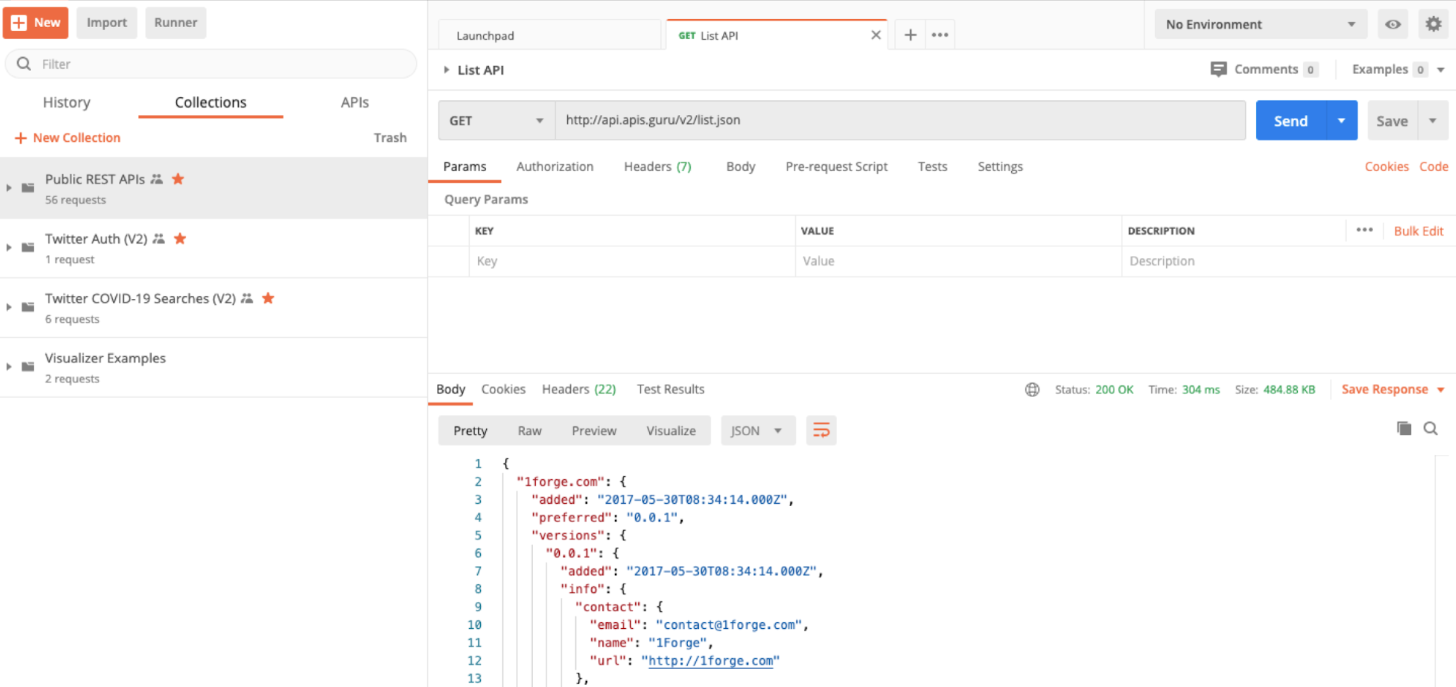 New Import Runner
Filter
History Collections APIs
New Collection Trash
Public REST APIs
56 requests
Twitter Auth (V2)
1 request
Twitter COVID-19 Searches (V2)
6 requests
Visualizer Examples
2 requests
Launchpad GET List API No Environment
List API Comments 0 Examples 0
GET http://api.apis.guru/v2/list.json Send Save
Params Authorization Headers (7) Body Pre-request Script Tests Settings Cookies Code
Query Params
KEY VALUE DESCRIPTION Bulk Edit
Key Value Description
Body Cookies Headers (22) Test Results Status: 200 OK Time: 304 ms Size: 484.88 KB Save Response
Pretty Raw Preview Visualize JSON
1 {
2 "1forge.com": {
3 "added": "2017-05-30T08:34:14.000Z",
4 "preferred": "0.0.1",
5 "versions": {
6 "0.0.1": {
7 "added": "2017-05-30T08:34:14.000Z",
8 "info": {
9 "contact": {
10 "email": "contact@1forge.com",
11 "name": "1Forge",
12 "url": "http://1forge.com"
13 },